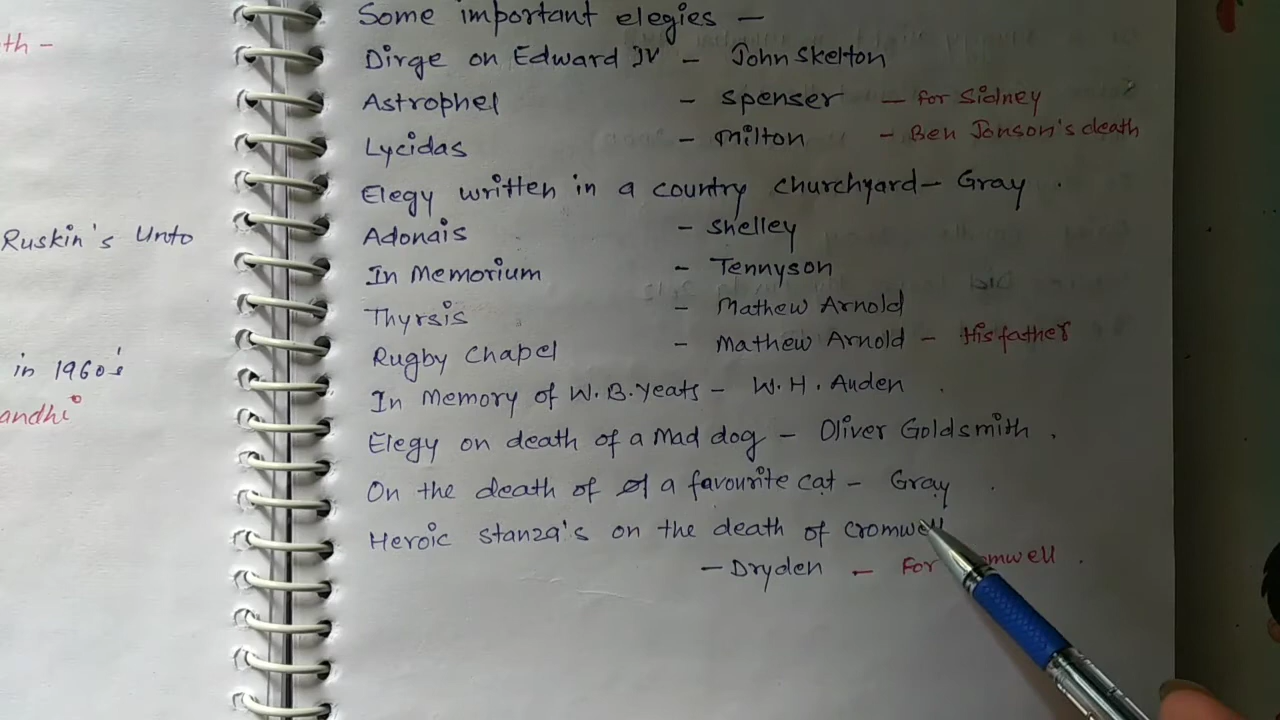 th -
Ruskin's Unto
in 1960's
andhi
Some important elegies -
Dirge on Edward IV - John Skelton
Astrophel - Spenser - for Sidney
Lycidas - Milton - Ben Jonson's death
Elegy written in a country churchyard - Gray.
Adonais - Shelley
In Memorium - Tennyson
Thyrsis - Mathew Arnold
Rugby Chapel - Mathew Arnold - His father
In Memory of W.B. Yeats - W.H. Auden.
Elegy on death of a Mad dog - Oliver Goldsmith.
On the death of a favourite cat - Gray.
Heroic stanza's on the death of Cromwell
- Dryden - For omwell.